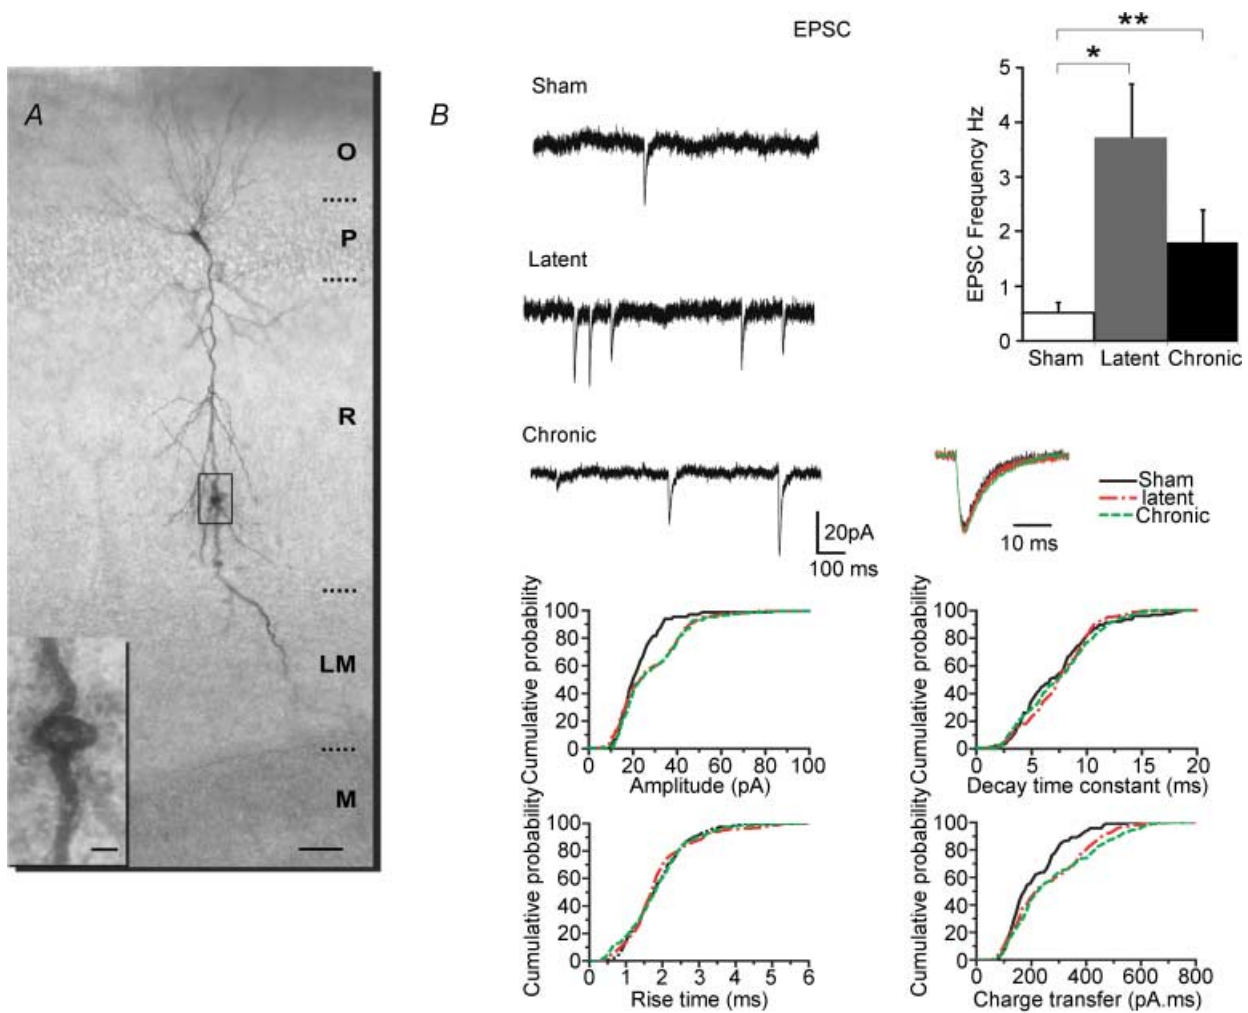 A
O
P
R
LM
M
B
EPSC
Sham
Latent
Chronic
20pA
100 ms
** 
*
EPSC Frequency Hz
5
4
3
2
1
0
Sham Latent Chronic
Sham
latent
Chronic
10 ms
Cumulative probability
100
80
60
40
20
0
0 20 40 60 80 100
Amplitude (pA)
Cumulative probability
100
80
60
40
20
0
0 5 10 15 20
Decay time constant (ms)
Cumulative probability
100
80
60
40
20
0
0 1 2 3 4 5 6
Rise time (ms)
Cumulative probability
100
80
60
40
20
0
0 200 400 600 800
Charge transfer (pA.ms)